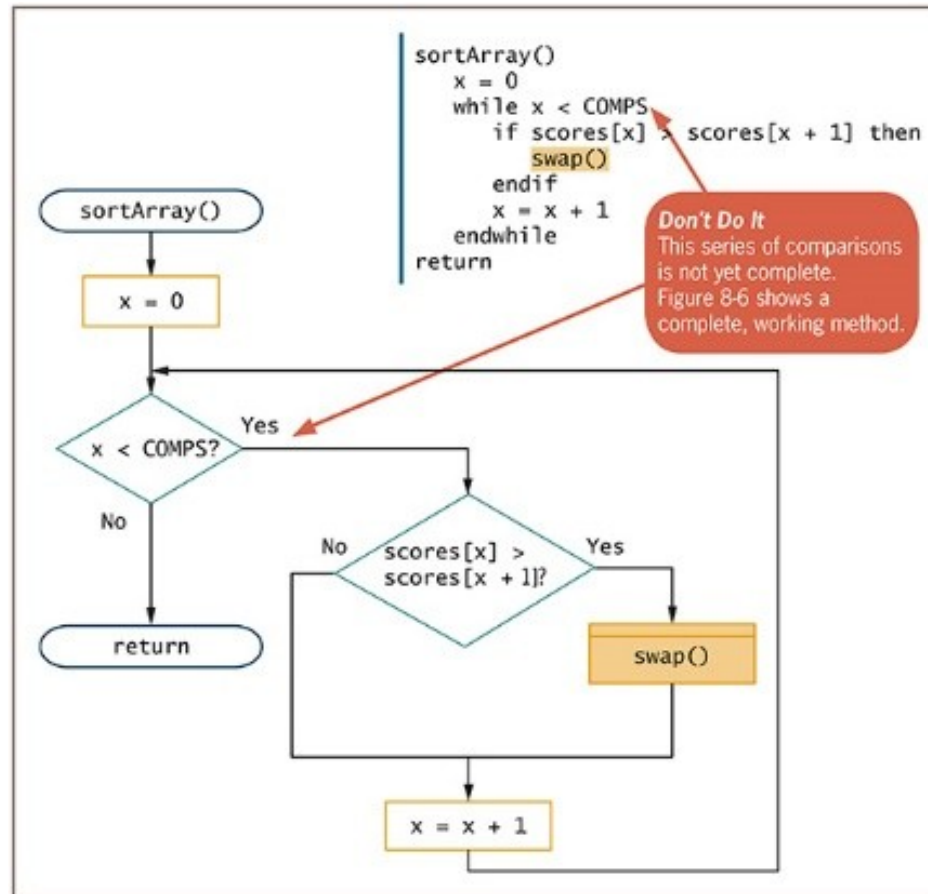 sortArray()
x = 0
while x < COMPS
if scores[x] > scores[x + 1] then
swap()
endif
x = x + 1
endwhile
return
Don't Do It
This series of comparisons
is not yet complete.
Figure 8-6 shows a
complete, working method.
sortArray()
x = 0
x < COMPS?
Yes
No
return
scores[x] >
scores[x + 1]?
No
Yes
swap()
x = x + 1